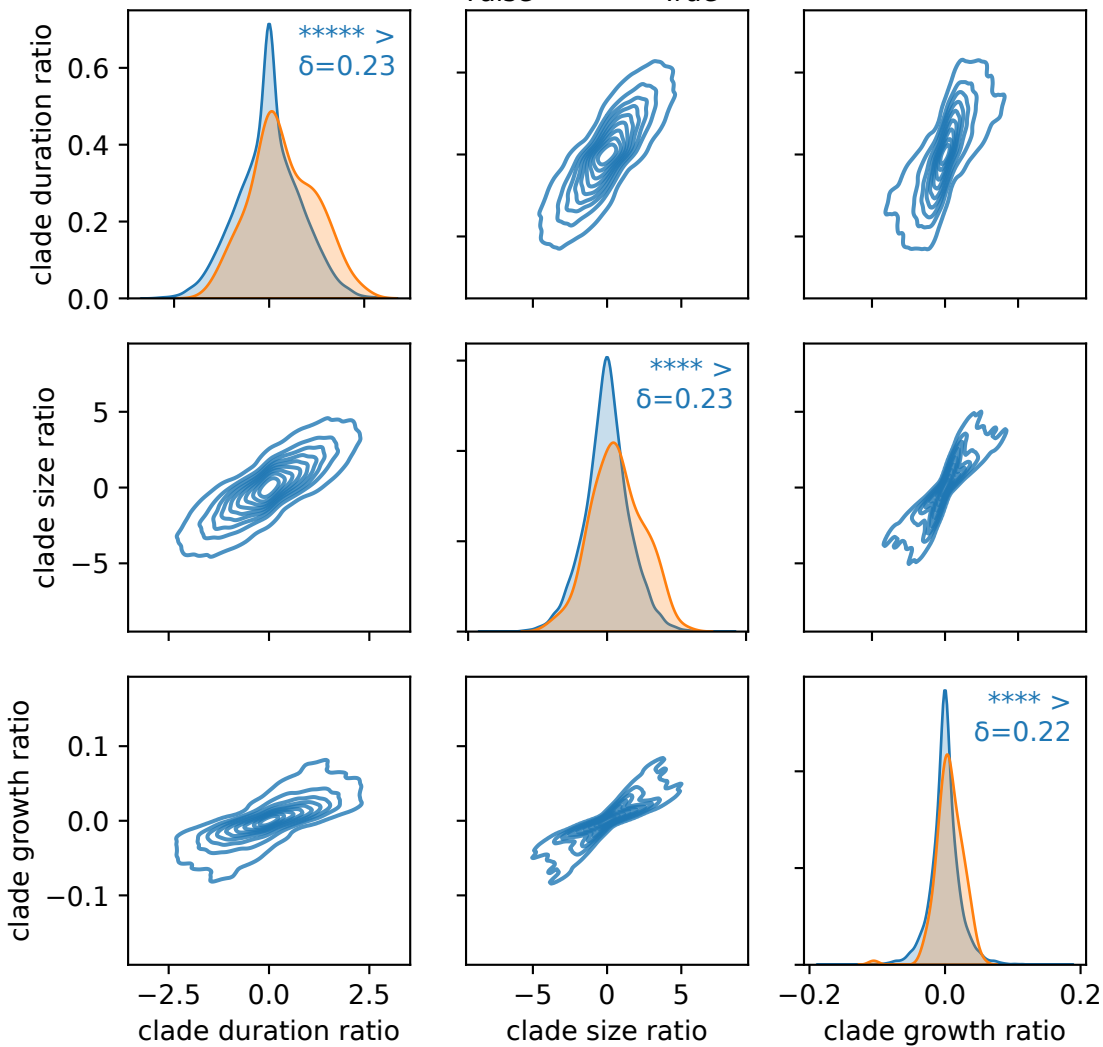 clade duration ratio
0.6
0.4
0.2
0.0
***** >
δ=0.23
clade size ratio
5
0
−5
**** >
δ=0.23
clade growth ratio
0.1
0.0
−0.1
**** >
δ=0.22
−2.5 0.0 2.5
clade duration ratio
−5 0 5
clade size ratio
−0.2 0.0 0.2
clade growth ratio